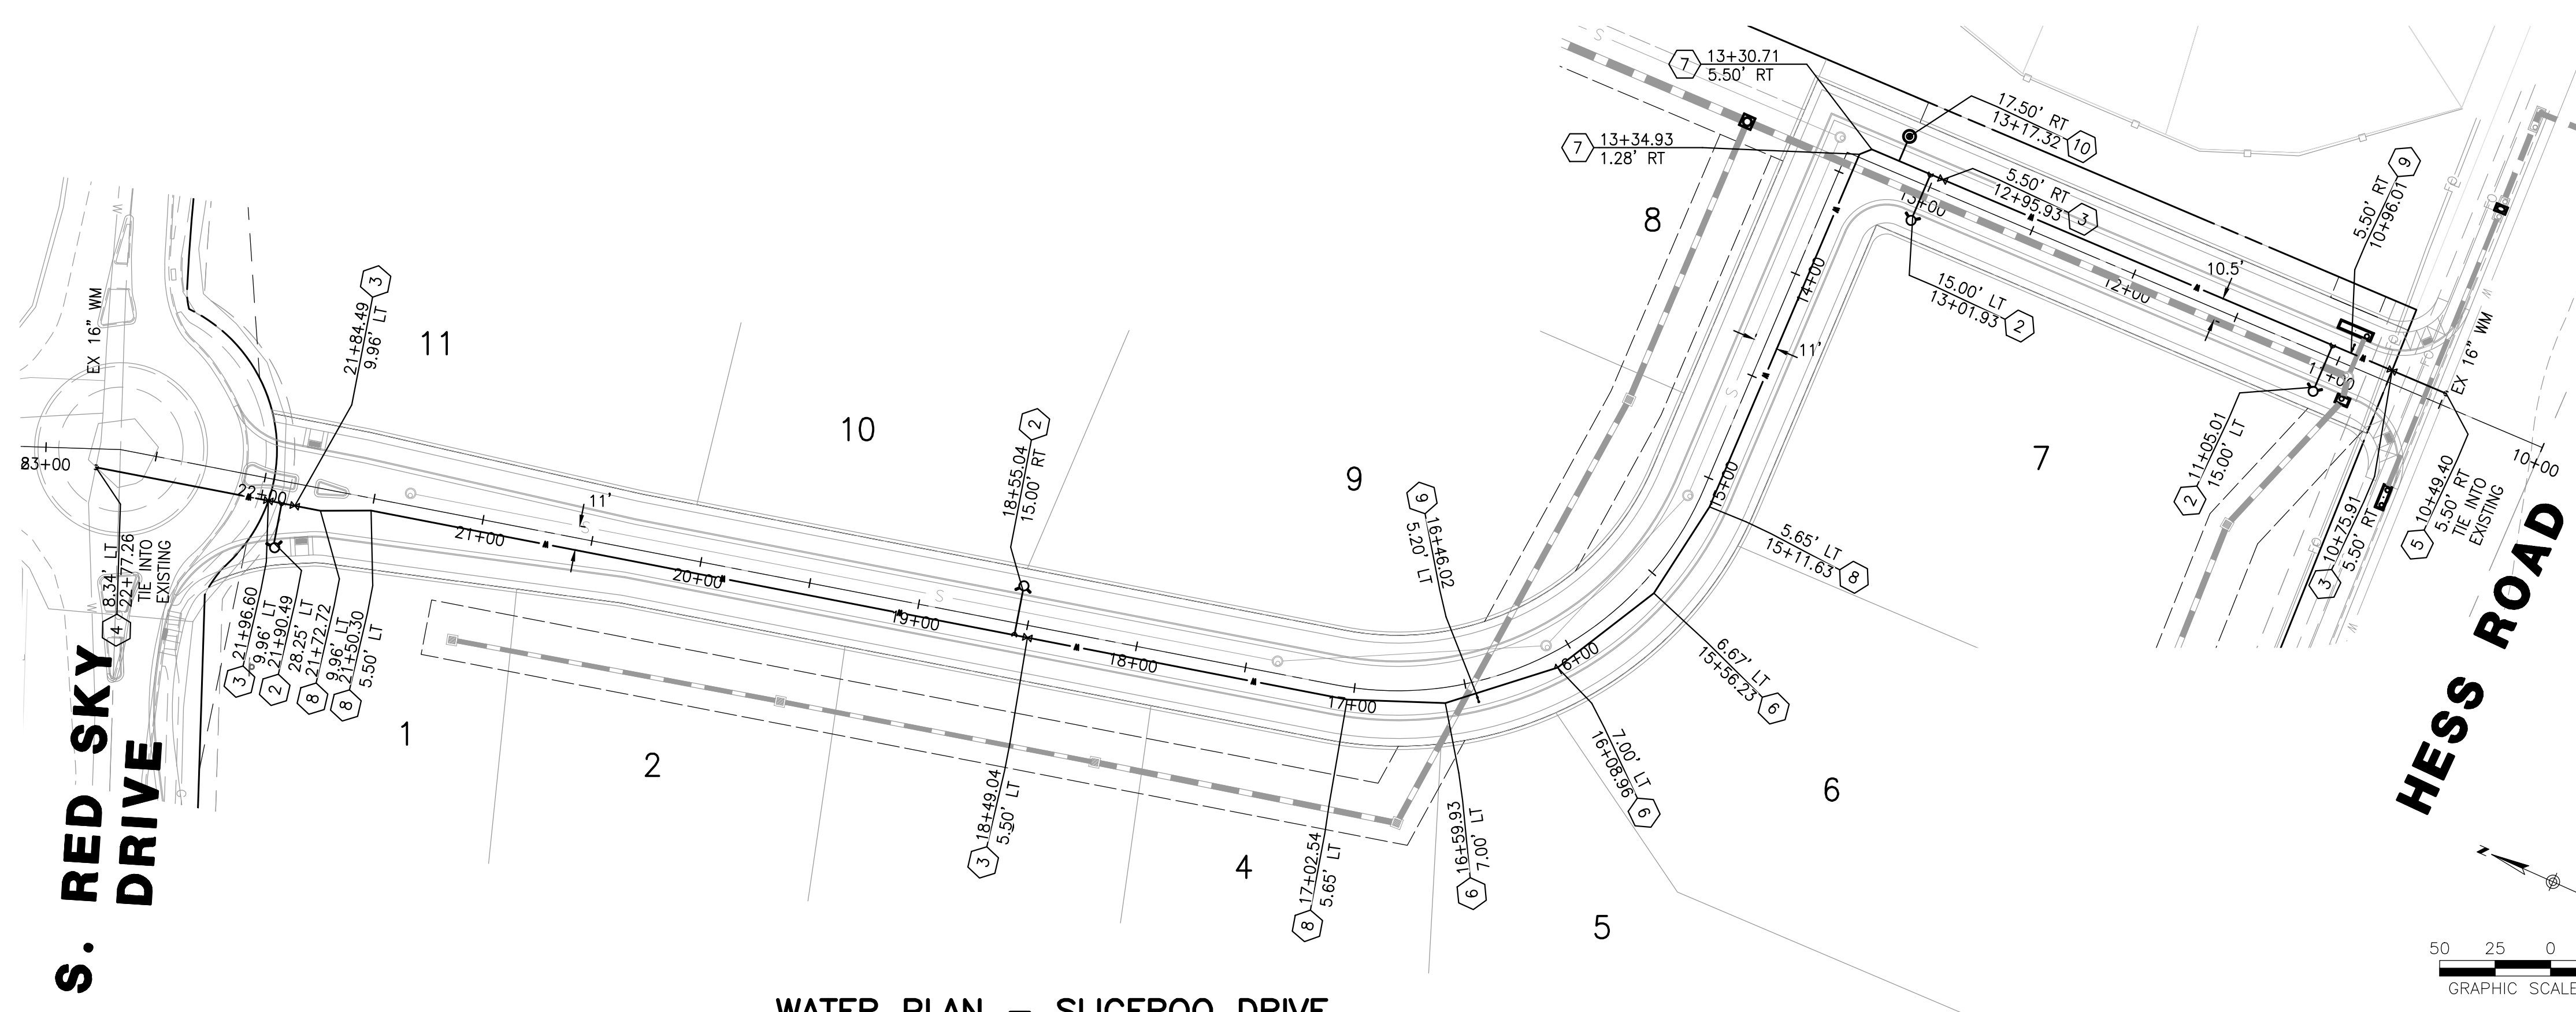 7
13+30.71
5.50' RT
7
13+34.93
1.28' RT
17.50' RT
13+17.32
10
5.50' RT
12+95.93
3
13+00
15.00' LT
13+01.93
2
12+00
10.5'
9
5.50' RT
10+96.01
11+00
EX 16" WM
W
10+00
2
11+05.01
15.00' LT
3
10+75.91
5.50' RT
5
10+49.40
5.50' RT
TIE INTO
EXISTING
HESS ROAD
8
7
14+00
11'
S
S
15+00
5.65' LT
15+11.63
8
6.67' LT
15+56.23
6
16+00
7.00' LT
16+08.96
6
6
16+46.02
5.20' LT
6
16+59.93
7.00' LT
17+00
8
17+02.54
5.65' LT
18+00
2
18+55.04
15.00' RT
3
18+49.04
5.50' LT
19+00
20+00
21+00
11'
S
S
3
21+84.49
9.96' LT
22+00
3
21+96.60
9.96' LT
2
21+90.49
28.25' LT
8
21+72.72
9.96' LT
8
21+50.30
5.50' LT
4
8.34' LT
22+77.26
TIE INTO
EXISTING
23+00
EX 16" WM
W
W
11
10
9
1
2
4
5
6
S. RED SKY
DRIVE
N
50 25 0
GRAPHIC SCALE
WATER PLAN – SLICEROO DRIVE